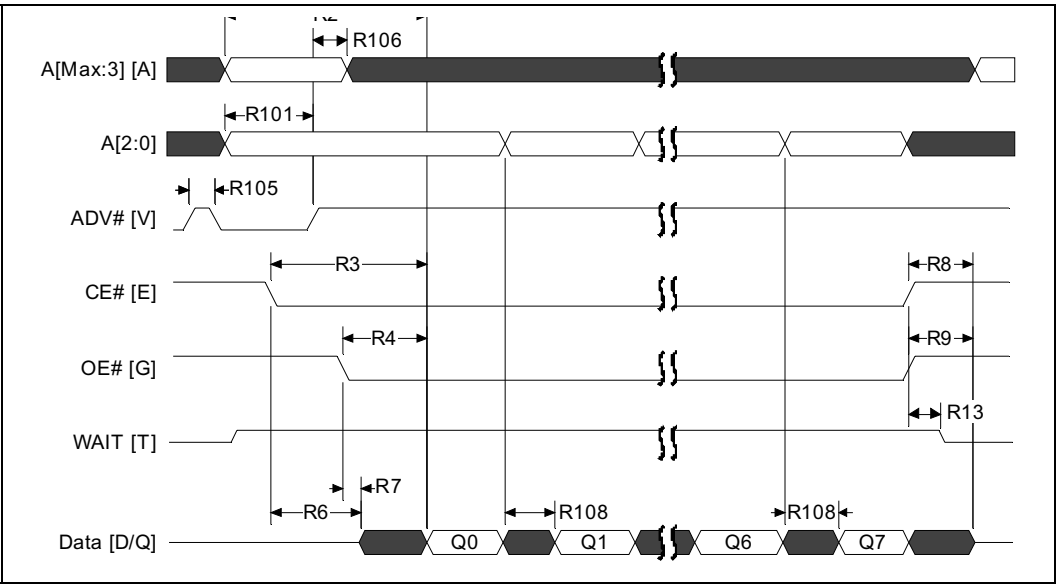 R106
A[Max:3] [A]
R101
A[2:0]
R105
ADV# [V]
R3
R8
CE# [E]
R4
R9
OE# [G]
R13
WAIT [T]
R7
R6
R108
R108
Data [D/Q]
Q0
Q1
Q6
Q7